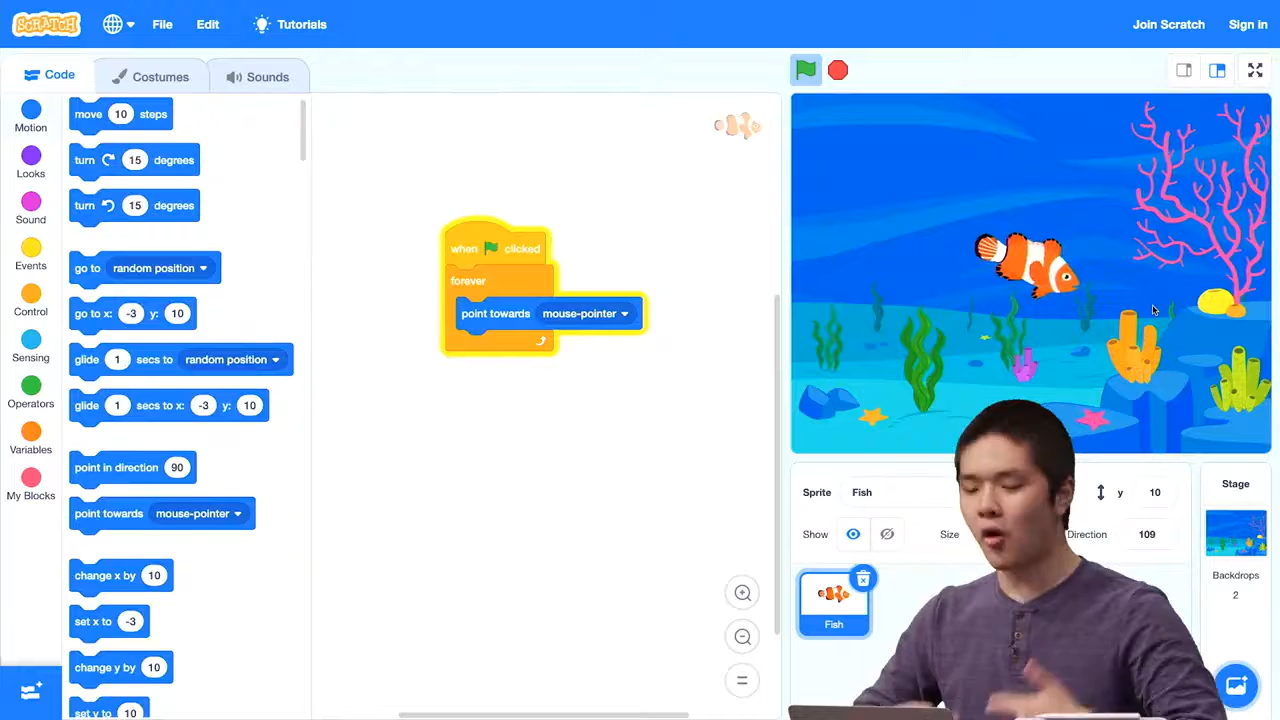 SCRATCH File Edit Tutorials Join Scratch Sign in
Code Costumes Sounds
Motion
Looks
Sound
Events
Control
Sensing
Operators
Variables
My Blocks
move 10 steps
turn 15 degrees
turn 15 degrees
go to random position
go to x: -3 y: 10
glide 1 secs to random position
glide 1 secs to x: -3 y: 10
point in direction 90
point towards mouse-pointer
change x by 10
set x to -3
change y by 10
set y to 10
when clicked
forever
point towards mouse-pointer
Sprite Fish y 10
Show Size Direction 109
Fish
Stage
Backdrops
2